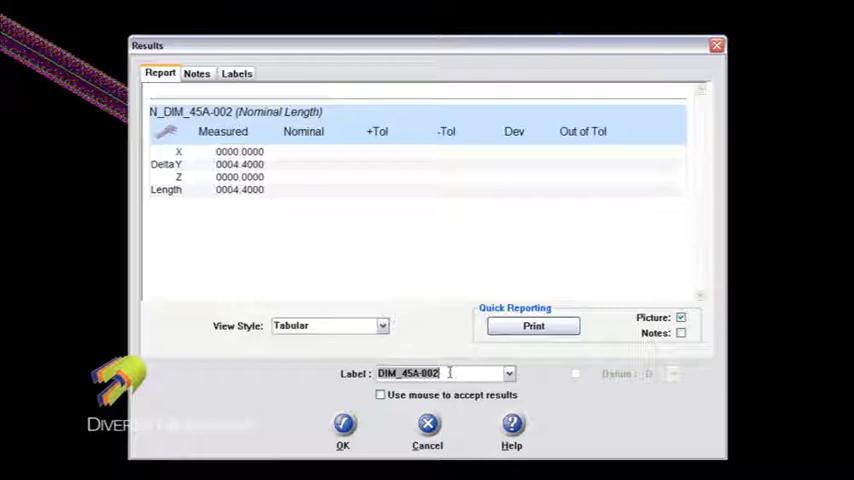 Results
Report Notes Labels
N_DIM_45A-002 (Nominal Length)
Measured Nominal +Tol -Tol Dev Out of Tol
X 0000.0000
Delta Y 0004.4000
Z 0000.0000
Length 0004.4000
Quick Reporting
View Style: Tabular Print Picture:
Notes:
Label : DIM_45A-002
Use mouse to accept results
OK Cancel Help